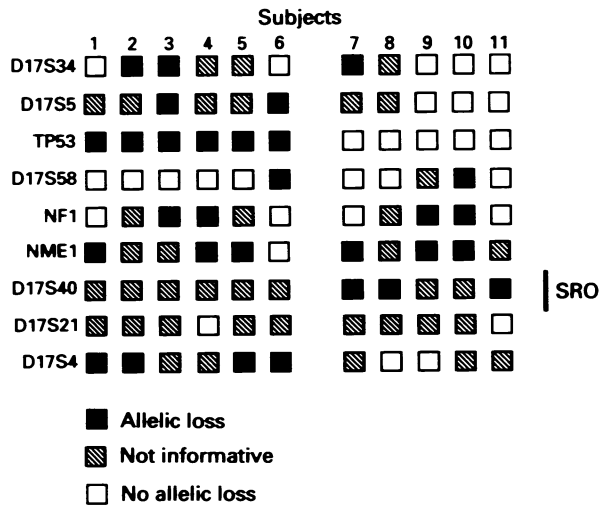 Subjects
1 2 3 4 5 6 7 8 9 10 11
D17S34
D17S5
TP53
D17S58
NF1
NME1
D17S40
SRO
D17S21
D17S4
Allelic loss
Not informative
No allelic loss